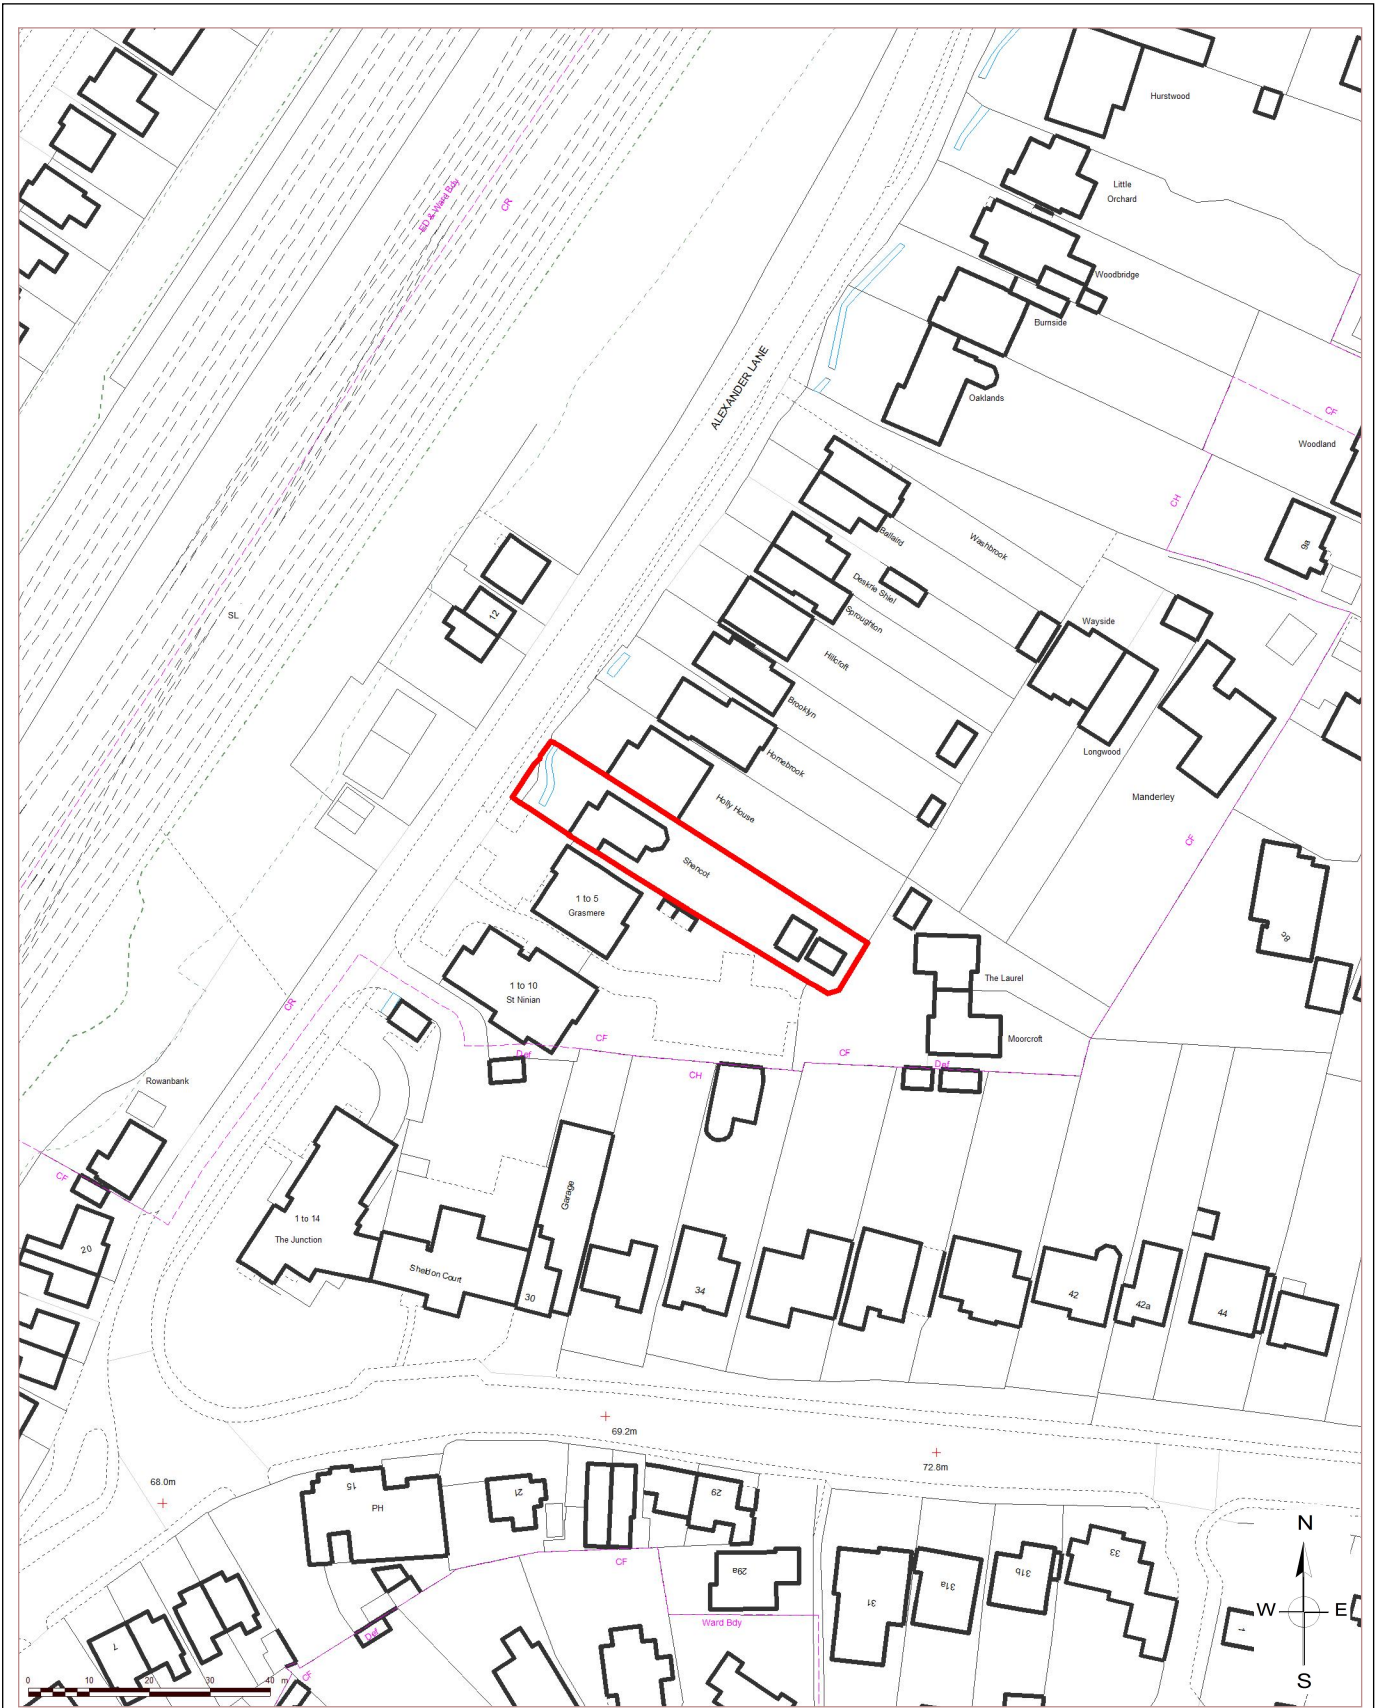 Hurstwood
Little
Orchard
ED & Ward Bdy
CR
Woodbridge
Burnside
ALEXANDER LANE
Oaklands
CF
Woodland
CH
9a
Ballaird
Washbrook
Deskrie Shiel
Sproughton
SL
12
Wayside
Hillcroft
Brooklyn
Homebrook
Longwood
Manderley
Holly House
CF
Shencot
1 to 5
Grasmere
8c
The Laurel
1 to 10
St Ninian
CR
CF
Def
CF
Moorcroft
Def
CH
Rowanbank
CF
Garage
1 to 14
The Junction
20
Sheldon Court
30
34
42
42a
44
69.2m
72.8m
68.0m
15
PH
21
29
CF
29a
31
31a
31b
33
1
N
W
E
S
Ward Bdy
7
Def
CF
0 10 20 30 40 m